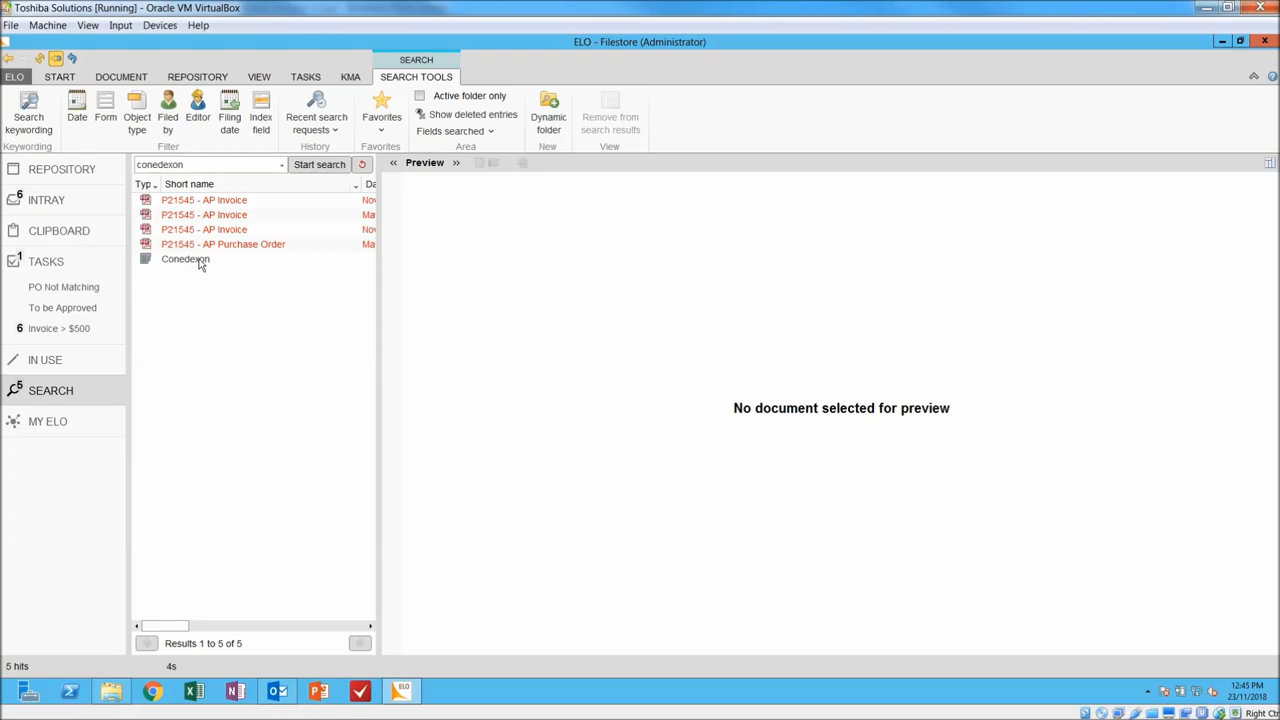 Toshiba Solutions [Running] - Oracle VM VirtualBox
File Machine View Input Devices Help
ELO - Filestore (Administrator)
SEARCH
ELO START DOCUMENT REPOSITORY VIEW TASKS KMA SEARCH TOOLS
Search keywording
Keywording
Date Form Object type Filed by Editor Filing date Index field
Filter
Recent search requests
History
Favorites
Favorites
Active folder only
Show deleted entries
Fields searched
Area
Dynamic folder
New
Remove from search results
View
REPOSITORY
6 INTRAY
CLIPBOARD
1 TASKS
PO Not Matching
To be Approved
6 Invoice > $500
IN USE
5 SEARCH
MY ELO
conedexon Start search
Typ Short name Da
P21545 - AP Invoice Nov
P21545 - AP Invoice Ma
P21545 - AP Invoice Nov
P21545 - AP Purchase Order Ma
Conedexon
Results 1 to 5 of 5
« Preview »
No document selected for preview
5 hits 4s
12:45 PM
23/11/2018
Right Ctr